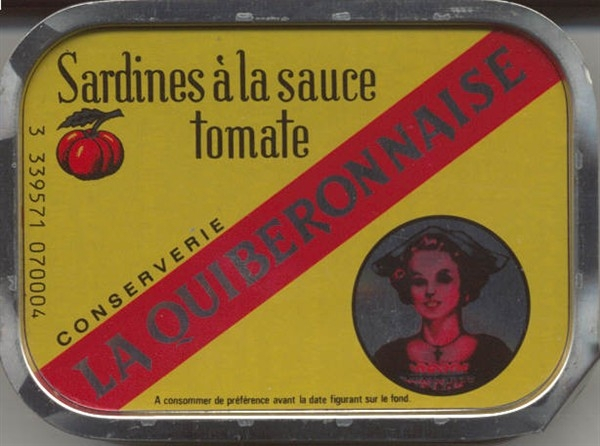 Sardines à la sauce
tomate
3 339571 070004
CONSERVERIE
LA QUIBERONNAISE
A consommer de préférence avant la date figurant sur le fond.